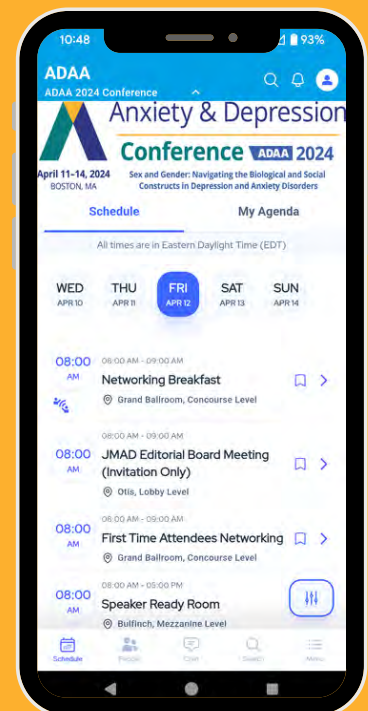 10:48
93%
ADAA
ADAA 2024 Conference
Anxiety & Depression
Conference ADAA 2024
April 11–14, 2024
BOSTON, MA
Sex and Gender: Navigating the Biological and Social
Constructs in Depression and Anxiety Disorders
Schedule
My Agenda
All times are in Eastern Daylight Time (EDT)
WED THU FRI SAT SUN
APR 10 APR 11 APR 12 APR 13 APR 14
08:00 AM
08:00 AM - 09:00 AM
Networking Breakfast
Grand Ballroom, Concourse Level
08:00 AM
08:00 AM - 09:00 AM
JMAD Editorial Board Meeting
(Invitation Only)
Otis, Lobby Level
08:00 AM
08:00 AM - 09:00 AM
First Time Attendees Networking
Grand Ballroom, Concourse Level
08:00 AM
08:00 AM - 05:00 PM
Speaker Ready Room
Bulfinch, Mezzanine Level
Schedule People Chat Search Menu